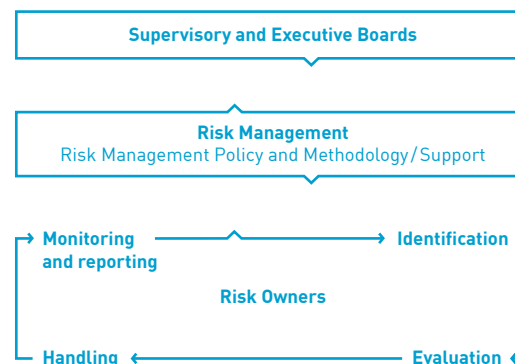 Supervisory and Executive Boards
Risk Management
Risk Management Policy and Methodology/Support
Monitoring
and reporting
Identification
Risk Owners
Handling
Evaluation